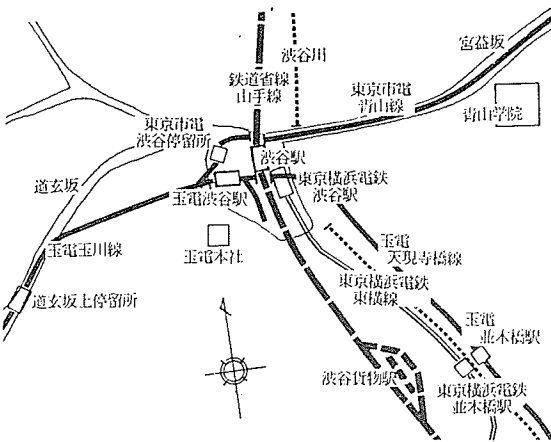 宮益坂
渋谷川
鉄道省線
山手線
東京市電
青山線
青山学院
東京市電
渋谷停留所
渋谷駅
東京横浜電鉄
渋谷駅
道玄坂
玉電渋谷駅
玉電玉川線
玉電本社
玉電
天現寺橋線
道玄坂上停留所
東京横浜電鉄
東横線
玉電
並木橋駅
渋谷貨物駅
東京横浜電鉄
並木橋駅